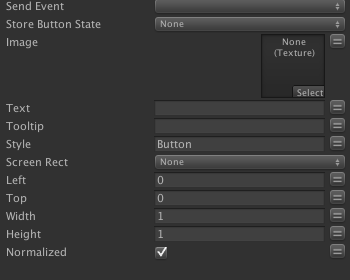 Send Event
Store Button State None
Image None
(Texture)
Select
Text
Tooltip
Style Button
Screen Rect None
Left 0
Top 0
Width 1
Height 1
Normalized